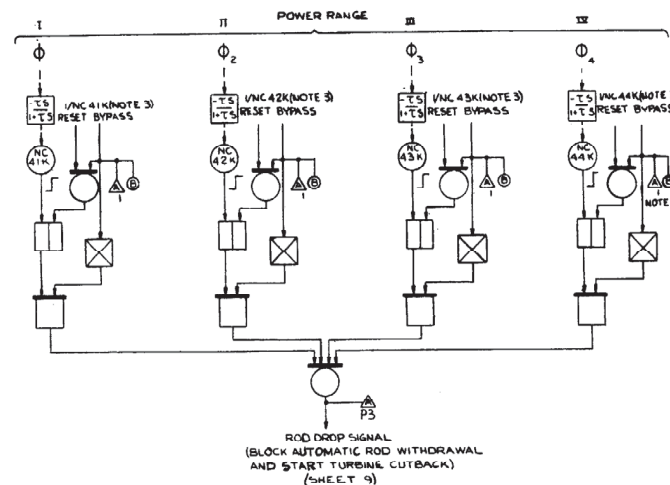 POWER RANGE
I II III IV
Φ Φ2 Φ3 Φ4
-τS
1+τS
1/NC 41K(NOTE 3)
RESET BYPASS
-τS
1+τS
1/NC 42K(NOTE 3)
RESET BYPASS
-τS
1+τS
1/NC 43K(NOTE 3)
RESET BYPASS
-τS
1+τS
1/NC 44K(NOTE
RESET BYPASS
NC
41K
NC
42K
NC
43K
NC
44K
A B
1
A B
1
A B
1
A B
1
NOTE
A
P3
ROD DROP SIGNAL
(BLOCK AUTOMATIC ROD WITHDRAWAL
AND START TURBINE CUTBACK)
(SHEET 9)